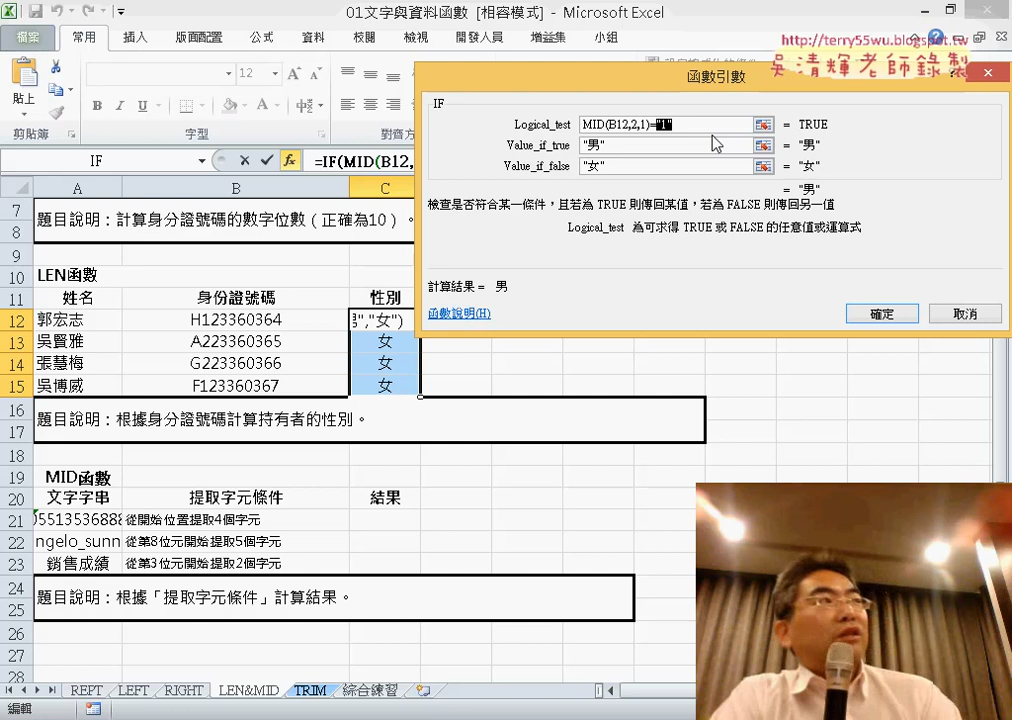 01文字與資料函數 [相容模式] - Microsoft Excel
檔案 常用 插入 版面配置 公式 資料 校閱 檢視 開發人員 增益集 小組
http://terry55wu.blogspot.tw
吳清輝老師錄製
貼上
12
剪貼簿 字型 對齊方
函數引數
IF
Logical_test MID(B12,2,1)="1" = TRUE
Value_if_true "男" = "男"
Value_if_false "女" = "女"
= "男"
檢查是否符合某一條件，且若為 TRUE 則傳回某值，若為 FALSE 則傳回另一值
Logical_test 為可求得 TRUE 或 FALSE 的任意值或運算式
計算結果 = 男
函數說明(H) 確定 取消
IF =IF(MID(B12,
A B C
7
8 題目說明：計算身分證號碼的數字位數（正確為10）。
9
10 LEN函數
11 姓名 身份證號碼 性別
12 郭宏志 H123360364 ","女")
13 吳賢雅 A223360365 女
14 張慧梅 G223360366 女
15 吳博威 F123360367 女
16
17 題目說明：根據身分證號碼計算持有者的性別。
18
19 MID函數
20 文字字串 提取字元條件 結果
21 0551353688 從開始位置提取4個字元
22 ngelo_sunn 從第8位元開始提取5個字元
23 銷售成績 從第3位元開始提取2個字元
24
25 題目說明：根據「提取字元條件」計算結果。
26
27
28
REPT LEFT RIGHT LEN&MID TRIM 綜合練習
編輯